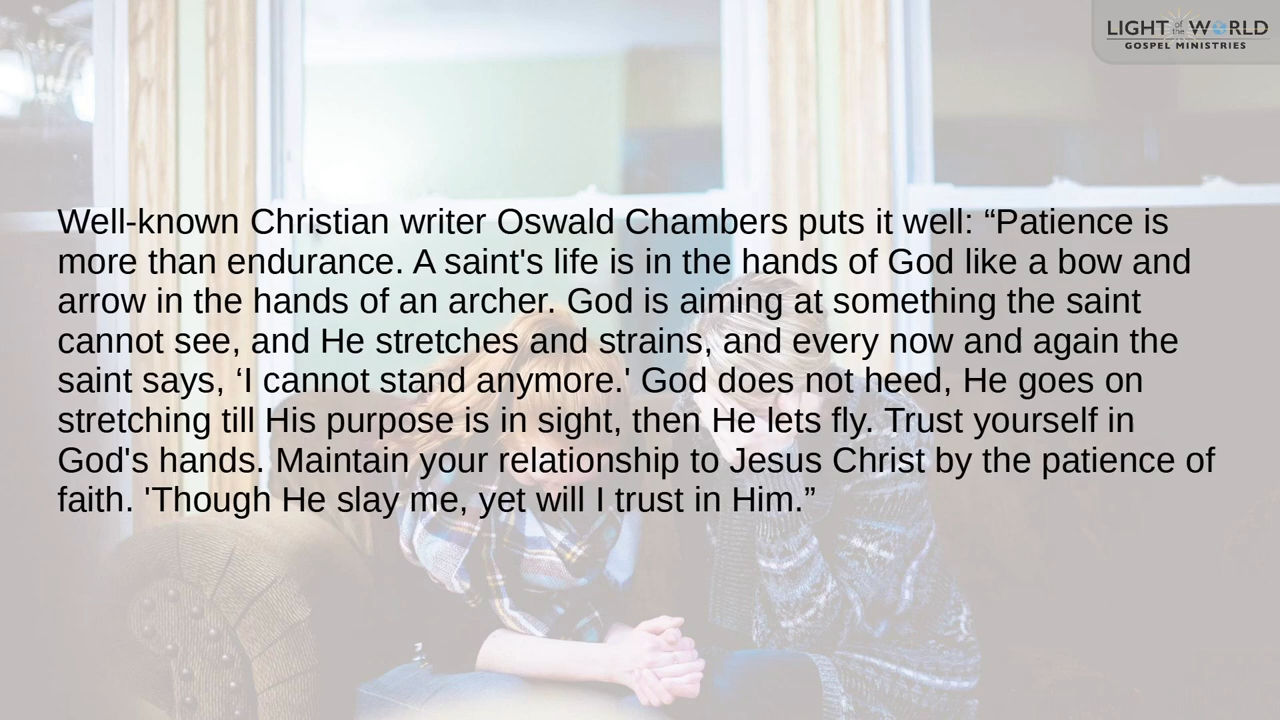 LIGHT of the WORLD
GOSPEL MINISTRIES
Well-known Christian writer Oswald Chambers puts it well: “Patience is
more than endurance. A saint's life is in the hands of God like a bow and
arrow in the hands of an archer. God is aiming at something the saint
cannot see, and He stretches and strains, and every now and again the
saint says, ‘I cannot stand anymore.' God does not heed, He goes on
stretching till His purpose is in sight, then He lets fly. Trust yourself in
God's hands. Maintain your relationship to Jesus Christ by the patience of
faith. 'Though He slay me, yet will I trust in Him.”